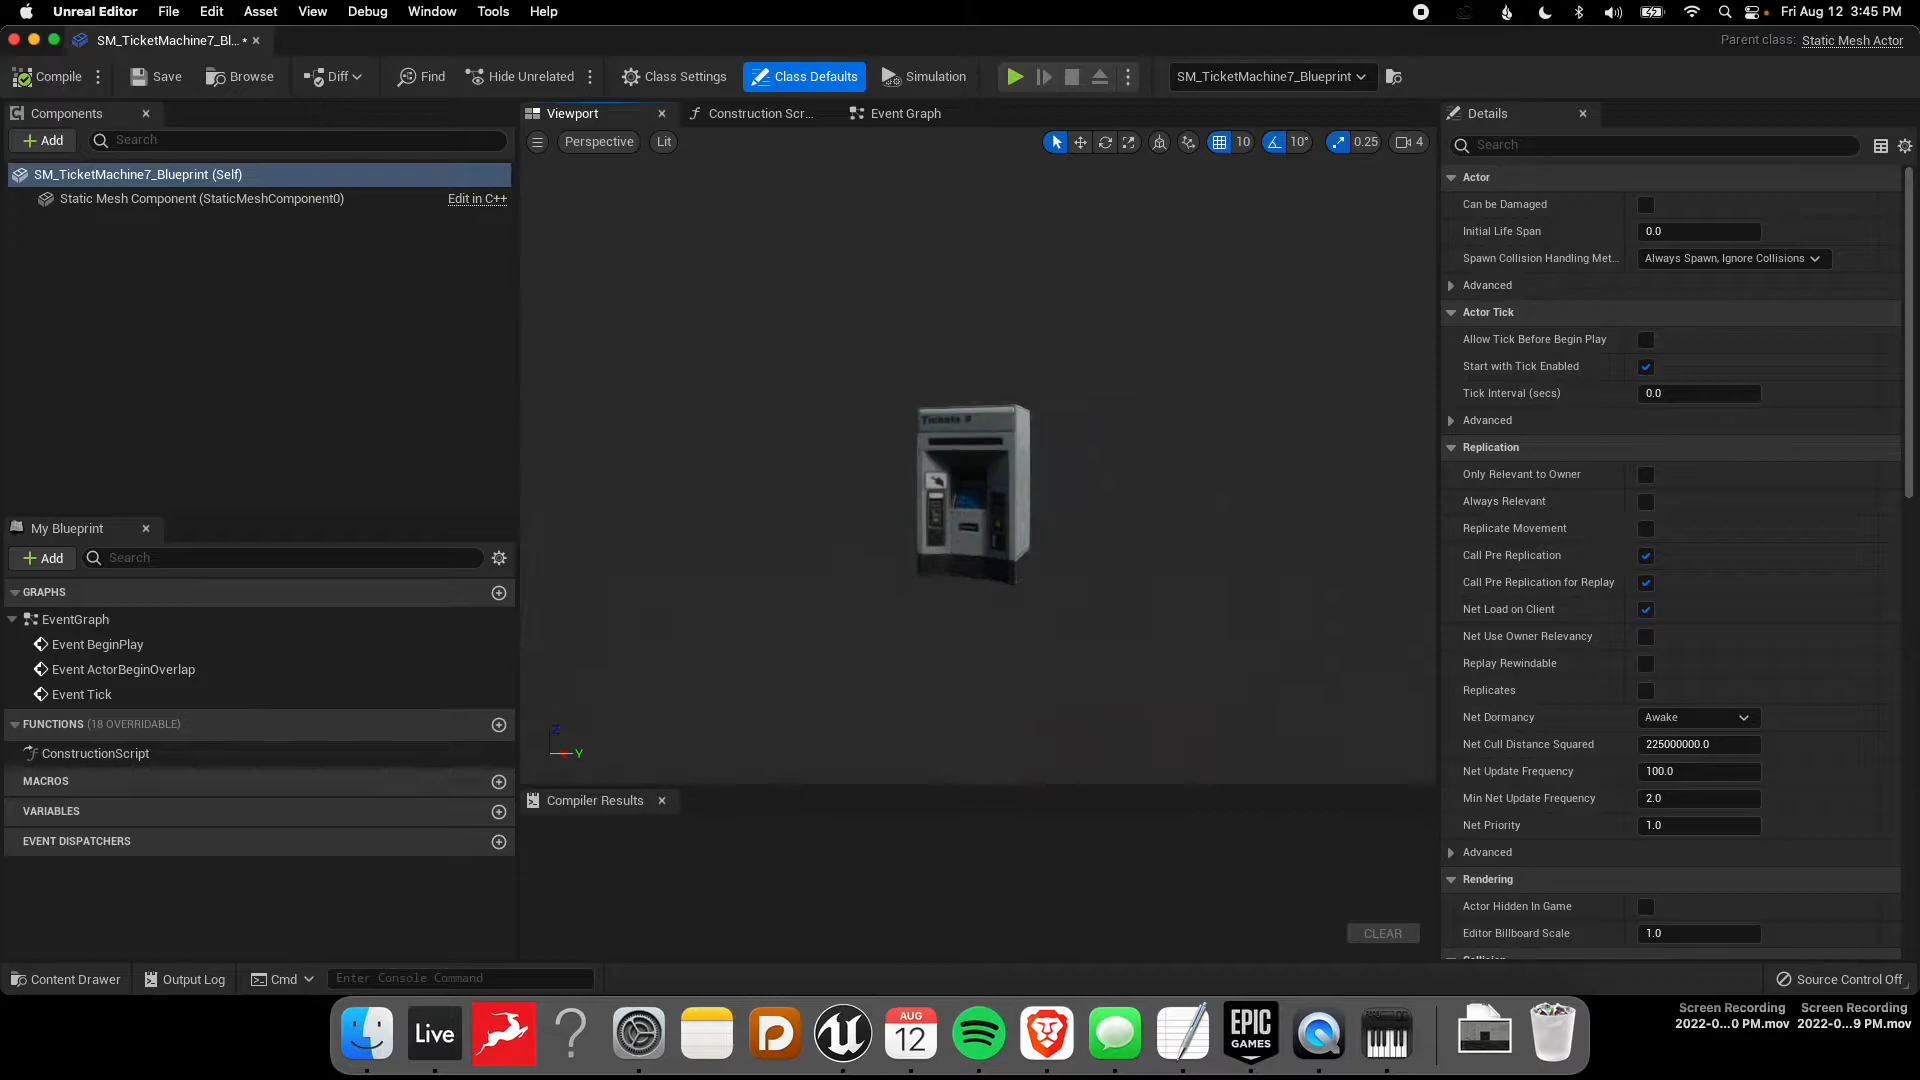 Unreal Editor File Edit Asset View Debug Window Tools Help
Fri Aug 12 3:45 PM
SM_TicketMachine7_Bl... •
Parent class: Static Mesh Actor
Compile
Save
Browse
Diff
Find
Hide Unrelated
Class Settings
Class Defaults
Simulation
SM_TicketMachine7_Blueprint
Components
Add
Search
SM_TicketMachine7_Blueprint (Self)
Static Mesh Component (StaticMeshComponent0)
Edit in C++
My Blueprint
Add
Search
GRAPHS
EventGraph
Event BeginPlay
Event ActorBeginOverlap
Event Tick
FUNCTIONS (18 OVERRIDABLE)
ConstructionScript
MACROS
VARIABLES
EVENT DISPATCHERS
Viewport
Construction Scr...
Event Graph
Perspective
Lit
10
10°
0.25
4
Tickets
Z
Y
Compiler Results
CLEAR
Details
Search
Actor
Can be Damaged
Initial Life Span 0.0
Spawn Collision Handling Met... Always Spawn, Ignore Collisions
Advanced
Actor Tick
Allow Tick Before Begin Play
Start with Tick Enabled
Tick Interval (secs) 0.0
Advanced
Replication
Only Relevant to Owner
Always Relevant
Replicate Movement
Call Pre Replication
Call Pre Replication for Replay
Net Load on Client
Net Use Owner Relevancy
Replay Rewindable
Replicates
Net Dormancy Awake
Net Cull Distance Squared 225000000.0
Net Update Frequency 100.0
Min Net Update Frequency 2.0
Net Priority 1.0
Advanced
Rendering
Actor Hidden In Game
Editor Billboard Scale 1.0
Collision
Content Drawer
Output Log
Cmd
Enter Console Command
Source Control Off
Live
AUG
12
EPIC
GAMES
Screen Recording
2022-0...0 PM.mov
Screen Recording
2022-0...9 PM.mov